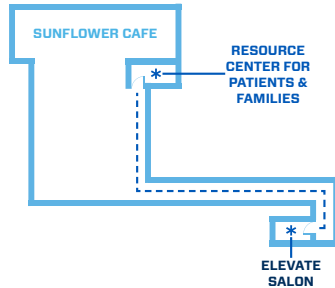 SUNFLOWER CAFE
RESOURCE
CENTER FOR
PATIENTS &
FAMILIES
ELEVATE
SALON